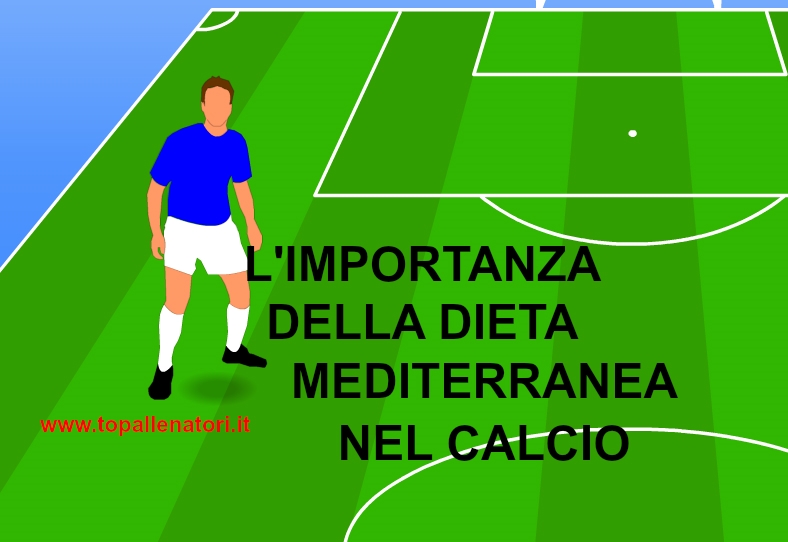 L'IMPORTANZA
DELLA DIETA
MEDITERRANEA
NEL CALCIO
www.topallenatori.it